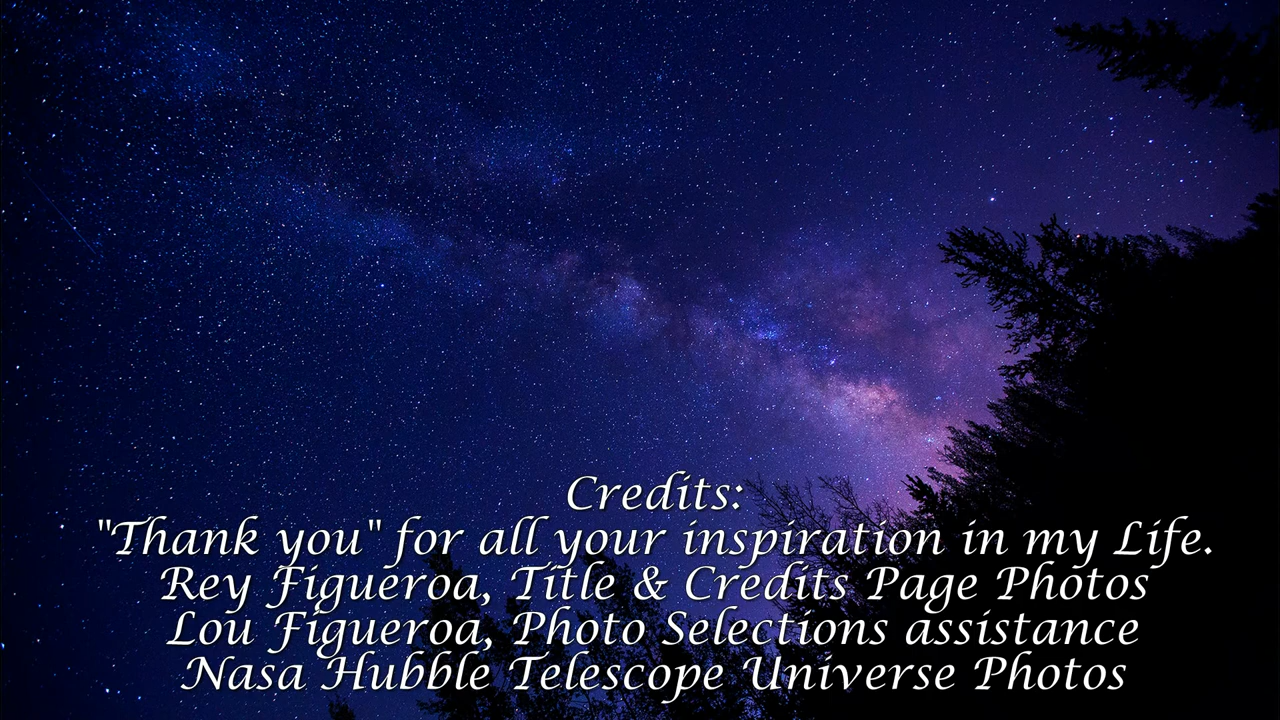 Credits:
"Thank you" for all your inspiration in my Life.
Rey Figueroa, Title & Credits Page Photos
Lou Figueroa, Photo Selections assistance
Nasa Hubble Telescope Universe Photos